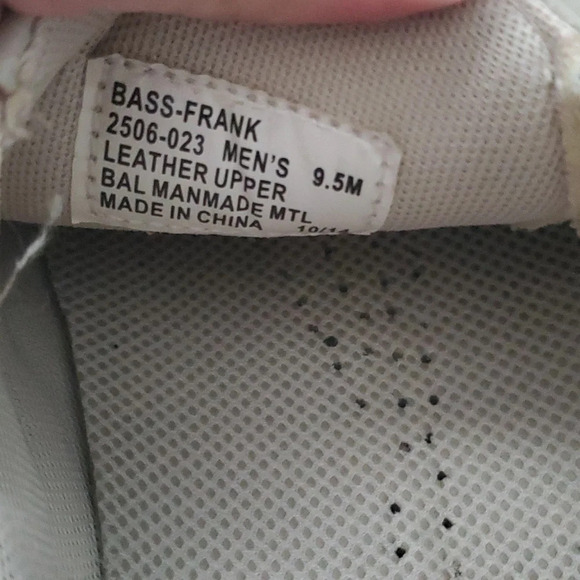 BASS-FRANK
2506-023 MEN'S 9.5M
LEATHER UPPER
BAL MANMADE MTL
MADE IN CHINA